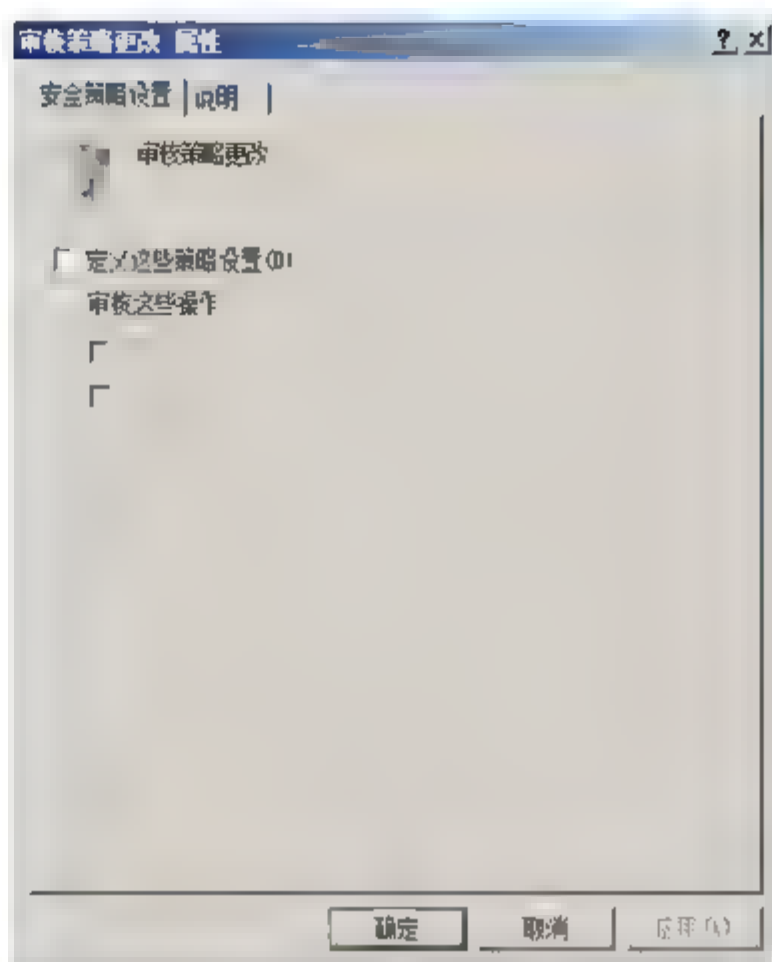 审核策略更改 属性
安全策略设置 说明
审核策略更改
定义这些策略设置(D)
审核这些操作
确定 取消